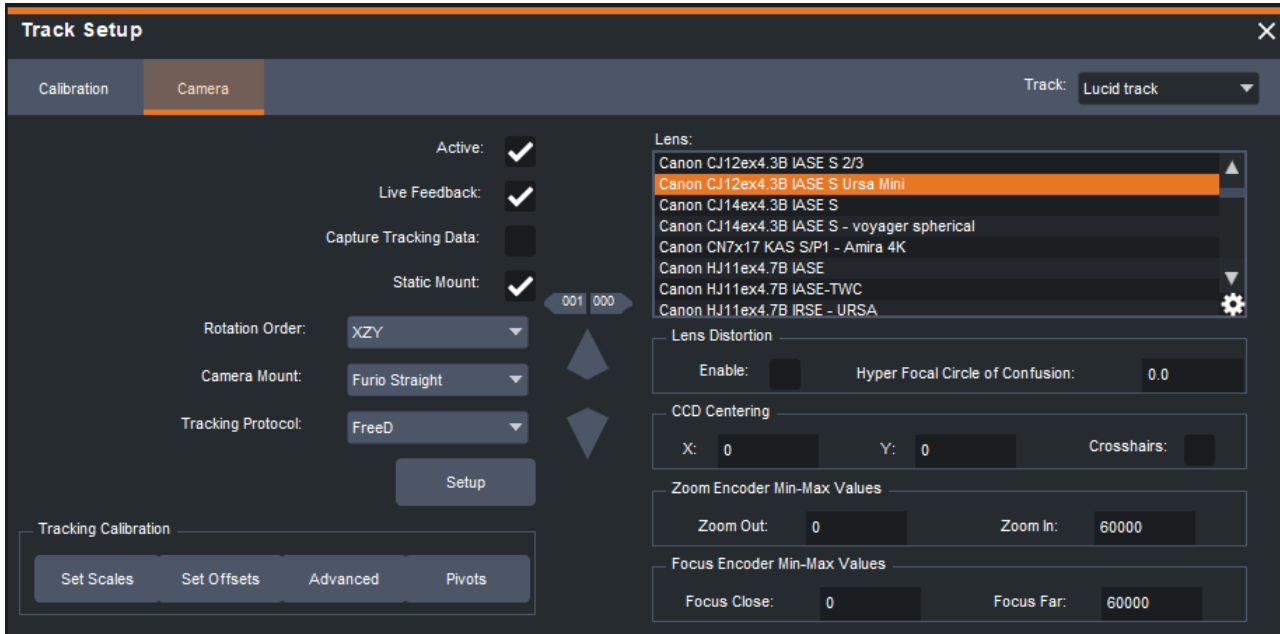 Track Setup
Calibration
Camera
Track:
Lucid track
Active:
Live Feedback:
Capture Tracking Data:
Static Mount:
001 000
Rotation Order:
XZY
Camera Mount:
Furio Straight
Tracking Protocol:
FreeD
Setup
Tracking Calibration
Set Scales
Set Offsets
Advanced
Pivots
Lens:
Canon CJ12ex4.3B IASE S 2/3
Canon CJ12ex4.3B IASE S Ursa Mini
Canon CJ14ex4.3B IASE S
Canon CJ14ex4.3B IASE S - voyager spherical
Canon CN7x17 KAS S/P1 - Amira 4K
Canon HJ11ex4.7B IASE
Canon HJ11ex4.7B IASE-TWC
Canon HJ11ex4.7B IRSE - URSA
Lens Distortion
Enable:
Hyper Focal Circle of Confusion:
0.0
CCD Centering
X: 0
Y: 0
Crosshairs:
Zoom Encoder Min-Max Values
Zoom Out: 0
Zoom In: 60000
Focus Encoder Min-Max Values
Focus Close: 0
Focus Far: 60000